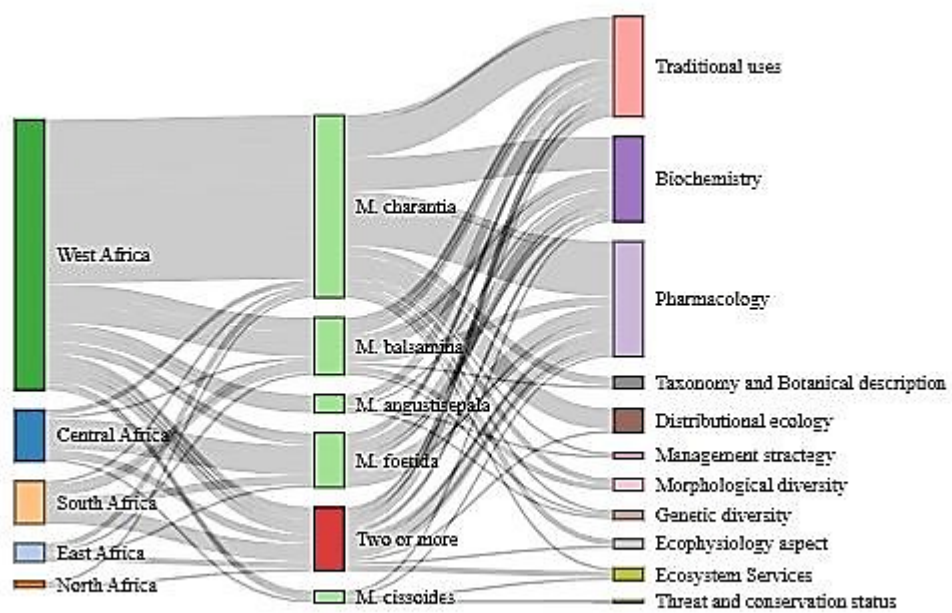 West Africa
Central Africa
South Africa
East Africa
North Africa
M. charantia
M. balsamina
M. angustisepala
M. foetida
Two or more
M. cissoides
Traditional uses
Biochemistry
Pharmacology
Taxonomy and Botanical description
Distributional ecology
Management stractegy
Morphological diversity
Genetic diversity
Ecophysiology aspect
Ecosystem Services
Threat and conservation status